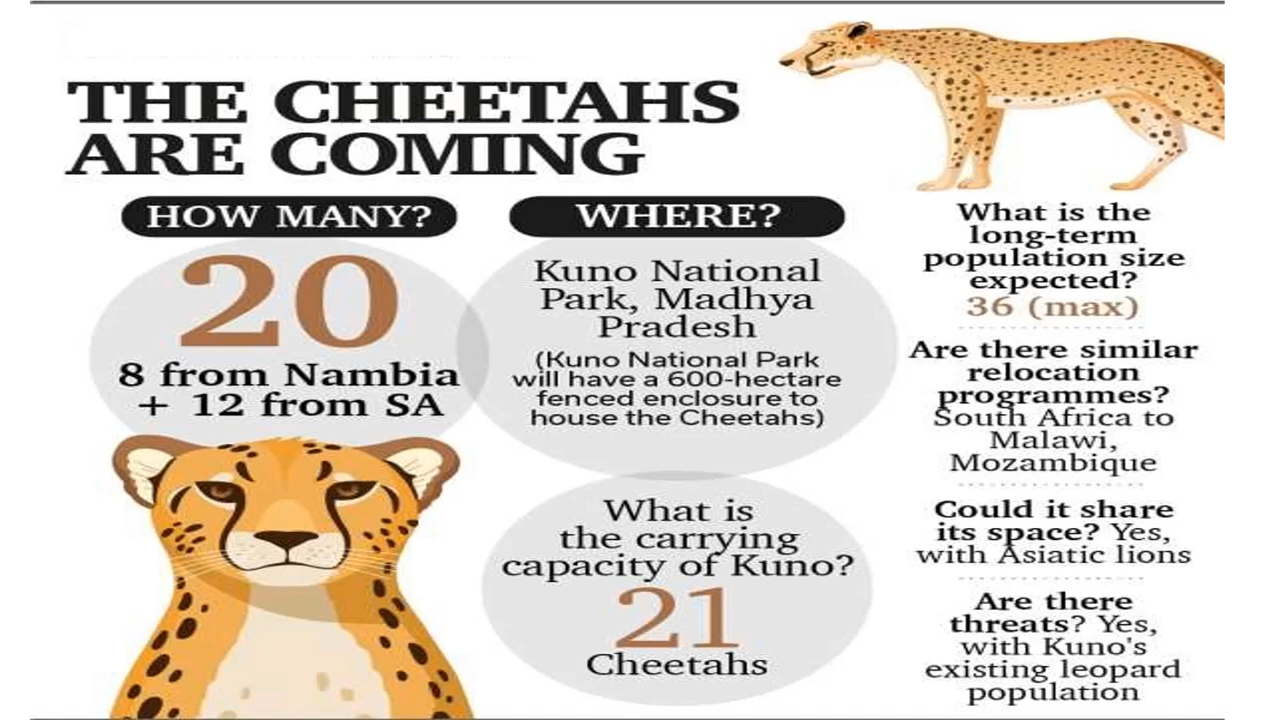 THE CHEETAHS
ARE COMING
HOW MANY?
20
8 from Nambia
+ 12 from SA
WHERE?
Kuno National
Park, Madhya
Pradesh
(Kuno National Park
will have a 600-hectare
fenced enclosure to
house the Cheetahs)
What is
the carrying
capacity of Kuno?
21
Cheetahs
What is the
long-term
population size
expected?
36 (max)
Are there similar
relocation
programmes?
South Africa to
Malawi,
Mozambique
Could it share
its space? Yes,
with Asiatic lions
Are there
threats? Yes,
with Kuno's
existing leopard
population